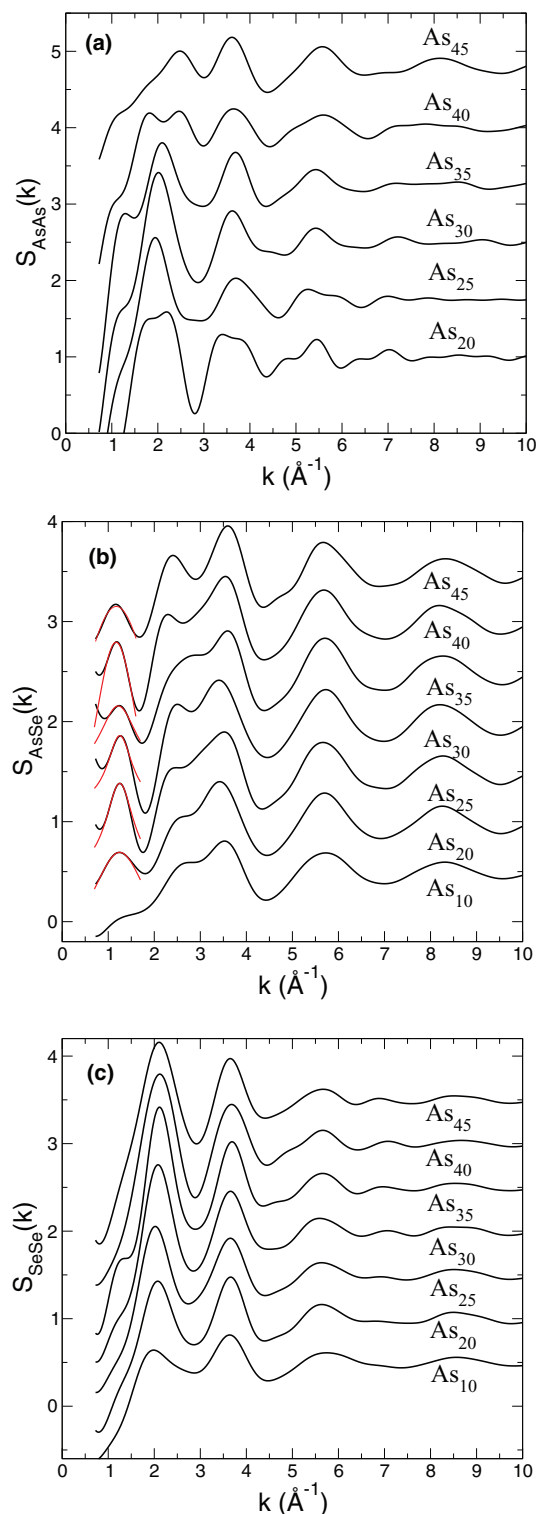 (a)
5
4
3
2
1
0
S_AsAs(k)
As45
As40
As35
As30
As25
As20
0 1 2 3 4 5 6 7 8 9 10
k (Å⁻¹)
(b)
4
3
2
1
0
S_AsSe(k)
As45
As40
As35
As30
As25
As20
As10
0 1 2 3 4 5 6 7 8 9 10
k (Å⁻¹)
(c)
4
3
2
1
0
S_SeSe(k)
As45
As40
As35
As30
As25
As20
As10
0 1 2 3 4 5 6 7 8 9 10
k (Å⁻¹)